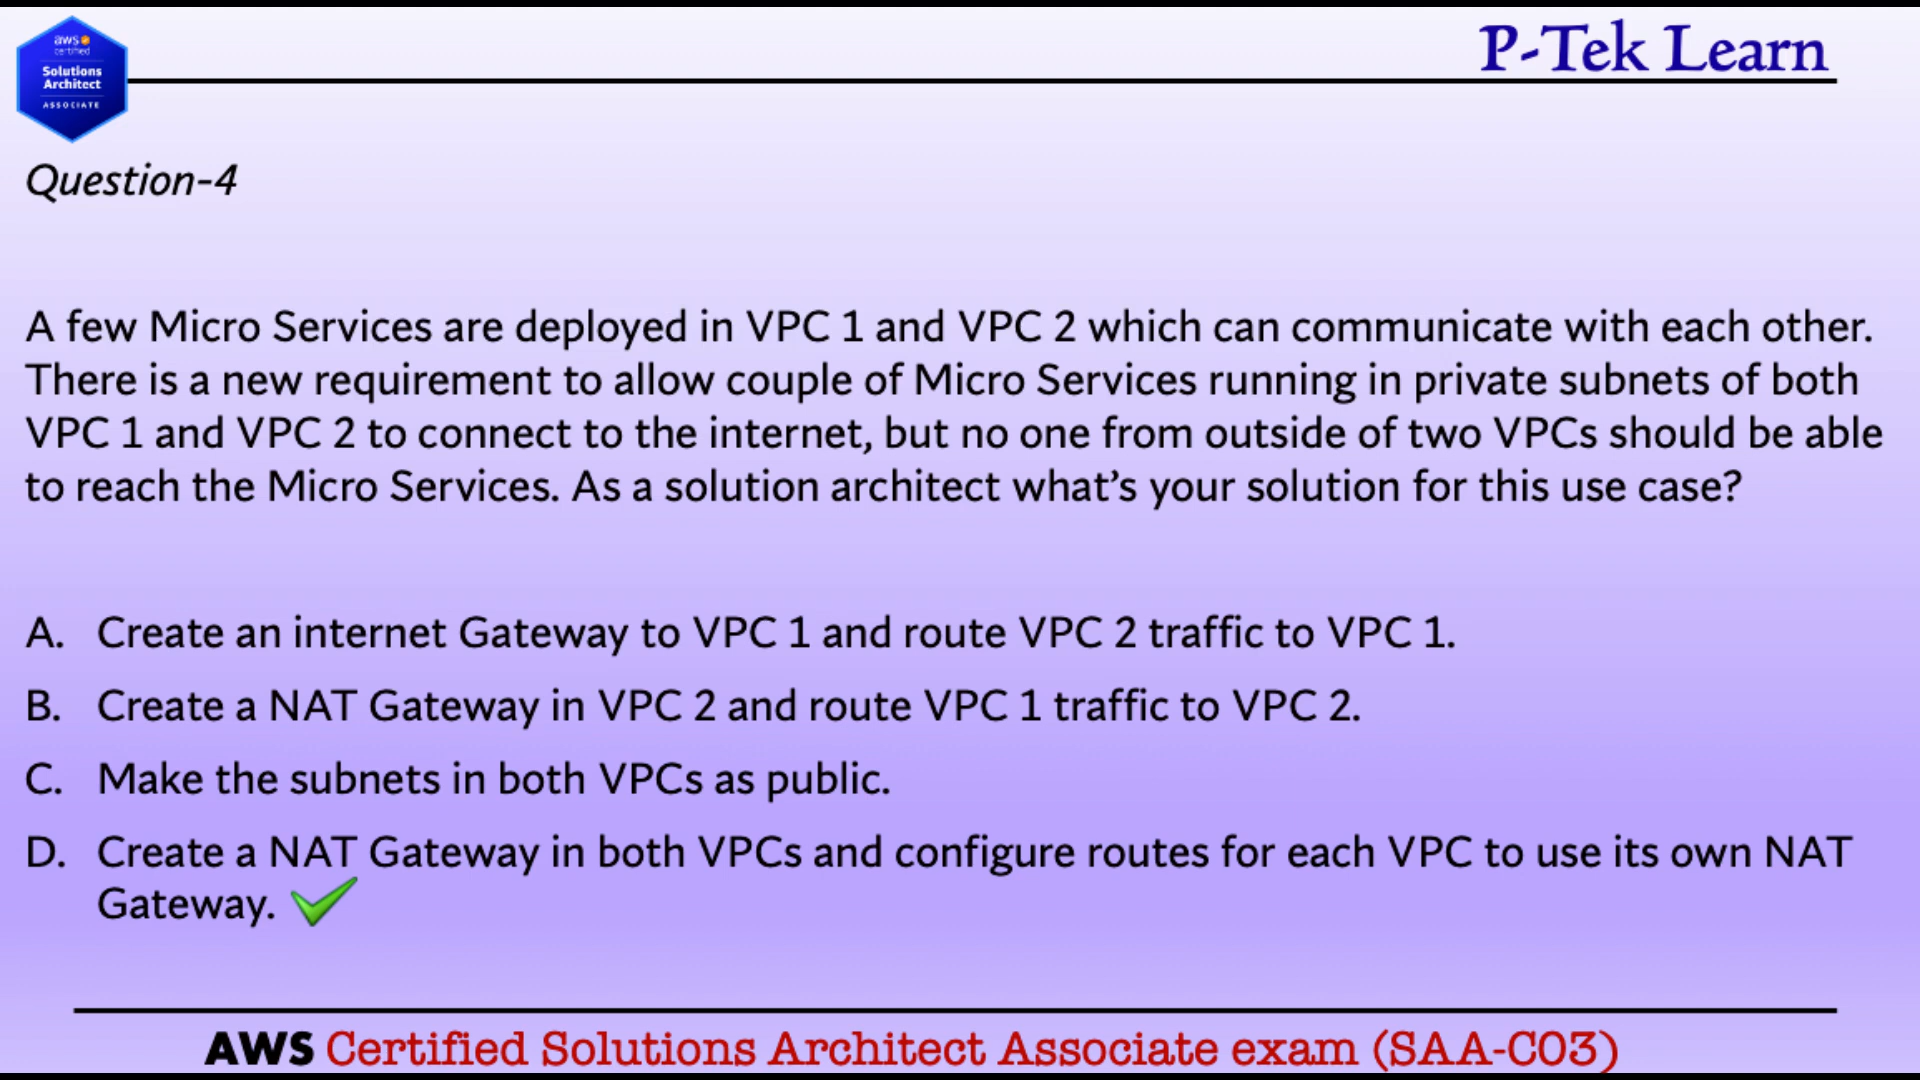 aws
certified
Solutions
Architect
ASSOCIATE
P-Tek Learn
Question-4
A few Micro Services are deployed in VPC 1 and VPC 2 which can communicate with each other.
There is a new requirement to allow couple of Micro Services running in private subnets of both
VPC 1 and VPC 2 to connect to the internet, but no one from outside of two VPCs should be able
to reach the Micro Services. As a solution architect what’s your solution for this use case?
A. Create an internet Gateway to VPC 1 and route VPC 2 traffic to VPC 1.
B. Create a NAT Gateway in VPC 2 and route VPC 1 traffic to VPC 2.
C. Make the subnets in both VPCs as public.
D. Create a NAT Gateway in both VPCs and configure routes for each VPC to use its own NAT
Gateway.
AWS Certified Solutions Architect Associate exam (SAA-C03)